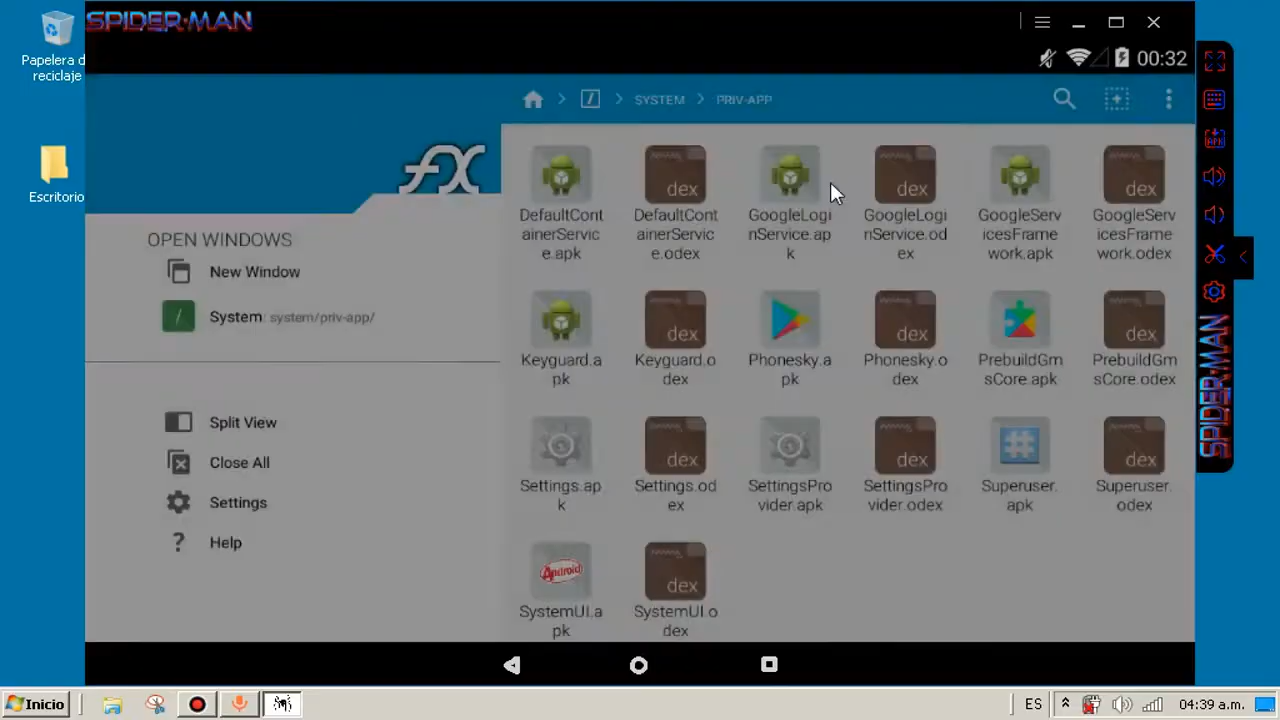 SPIDER-MAN
00:32
Papelera d
reciclaje
Escritorio
SYSTEM
PRIV-APP
fX
OPEN WINDOWS
New Window
System: system/priv-app/
Split View
Close All
Settings
Help
DefaultCont
ainerServic
e.apk
dex
DefaultCont
ainerServic
e.odex
GoogleLogi
nService.ap
k
dex
GoogleLogi
nService.od
ex
GoogleServ
icesFrame
work.apk
dex
GoogleServ
icesFrame
work.odex
Keyguard.a
pk
dex
Keyguard.o
dex
Phonesky.a
pk
dex
Phonesky.o
dex
PrebuildGm
sCore.apk
dex
PrebuildGm
sCore.odex
Settings.ap
k
dex
Settings.od
ex
SettingsPro
vider.apk
dex
SettingsPro
vider.odex
Superuser.
apk
dex
Superuser.
odex
Android
SystemUI.a
pk
dex
SystemUI.o
dex
APK
SPIDER-MAN
Inicio
ES
04:39 a.m.